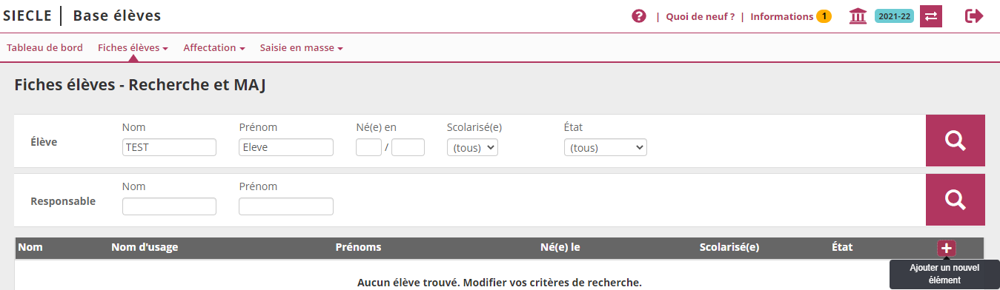 SIECLE | Base élèves
? | Quoi de neuf ? | Informations 1 2021-22
Tableau de bord Fiches élèves Affectation Saisie en masse
Fiches élèves - Recherche et MAJ
Nom Prénom Né(e) en Scolarisé(e) État
Élève TEST Eleve / (tous) (tous)
Nom Prénom
Responsable
Nom Nom d'usage Prénoms Né(e) le Scolarisé(e) État +
Ajouter un nouvel
élément
Aucun élève trouvé. Modifier vos critères de recherche.